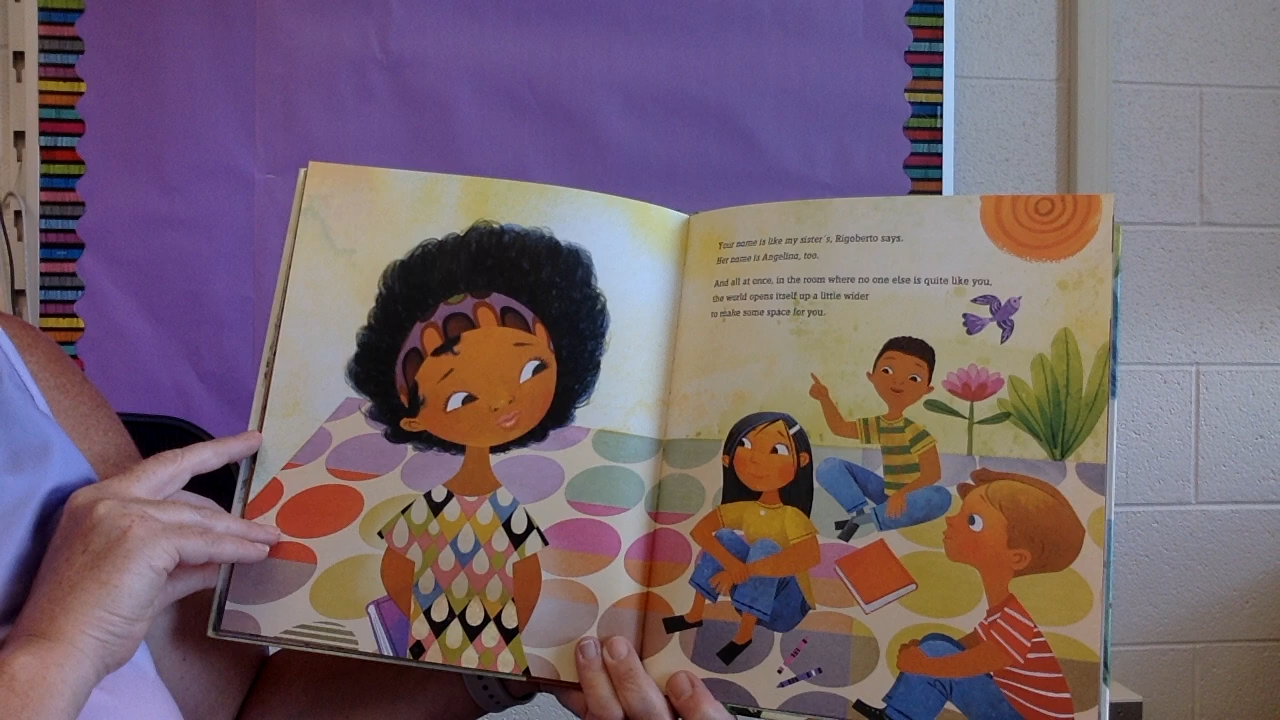 Your name is like my sister's, Rigoberto says.
Her name is Angelina, too.
And all at once, in the room where no one else is quite like you,
the world opens itself up a little wider
to make some space for you.